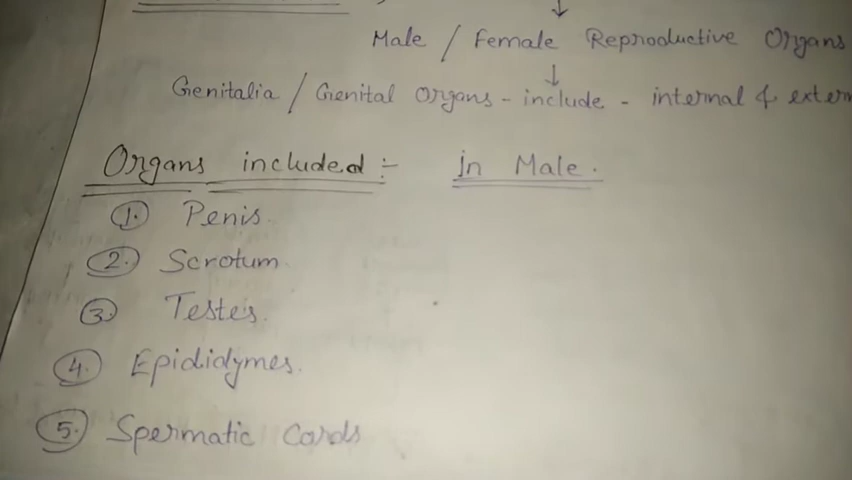 Male / Female Reproductive Organs
Genitalia / Genital Organs - include - internal & extern
Organs included :- in Male.
1. Penis.
2. Scrotum.
3. Testes.
4. Epididymes.
5. Spermatic Cords